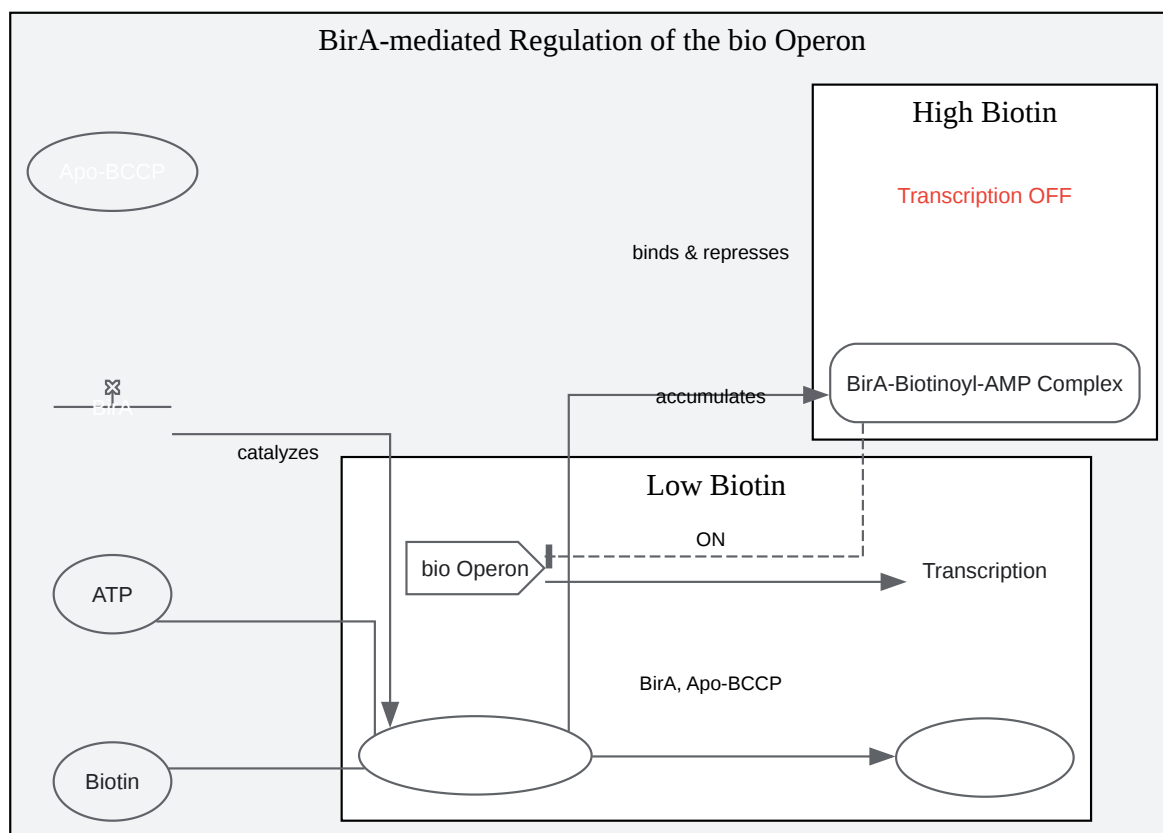 BirA-mediated Regulation of the bio Operon
High Biotin
Apo-BCCP
Transcription OFF
binds & represses
BirA-Biotinoyl-AMP Complex
accumulates
BirA
catalyzes
Low Biotin
ON
bio Operon
Transcription
ATP
BirA, Apo-BCCP
Biotin